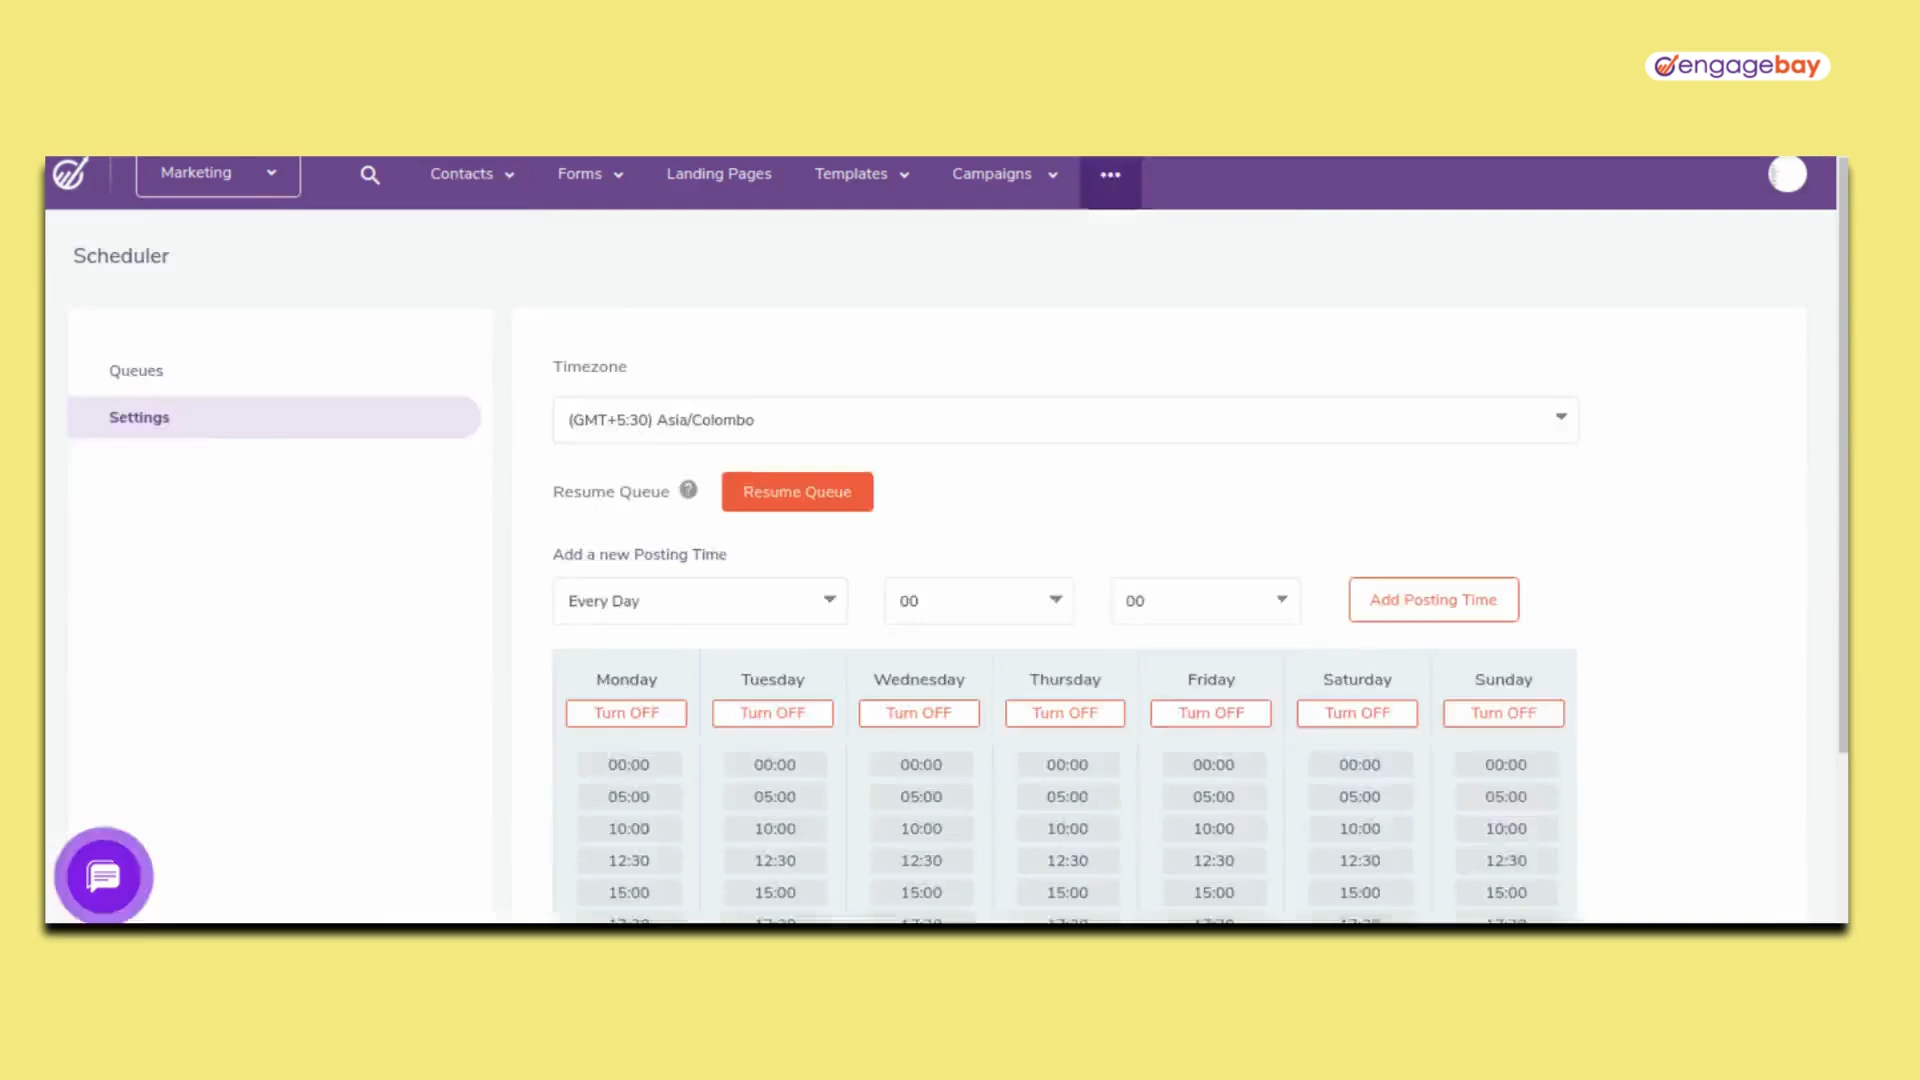 engagebay
Marketing Contacts Forms Landing Pages Templates Campaigns
Scheduler
Queues
Settings
Timezone
(GMT+5:30) Asia/Colombo
Resume Queue Resume Queue
Add a new Posting Time
Every Day 00 00 Add Posting Time
Monday Tuesday Wednesday Thursday Friday Saturday Sunday
Turn OFF Turn OFF Turn OFF Turn OFF Turn OFF Turn OFF Turn OFF
00:00 00:00 00:00 00:00 00:00 00:00 00:00
05:00 05:00 05:00 05:00 05:00 05:00 05:00
10:00 10:00 10:00 10:00 10:00 10:00 10:00
12:30 12:30 12:30 12:30 12:30 12:30 12:30
15:00 15:00 15:00 15:00 15:00 15:00 15:00